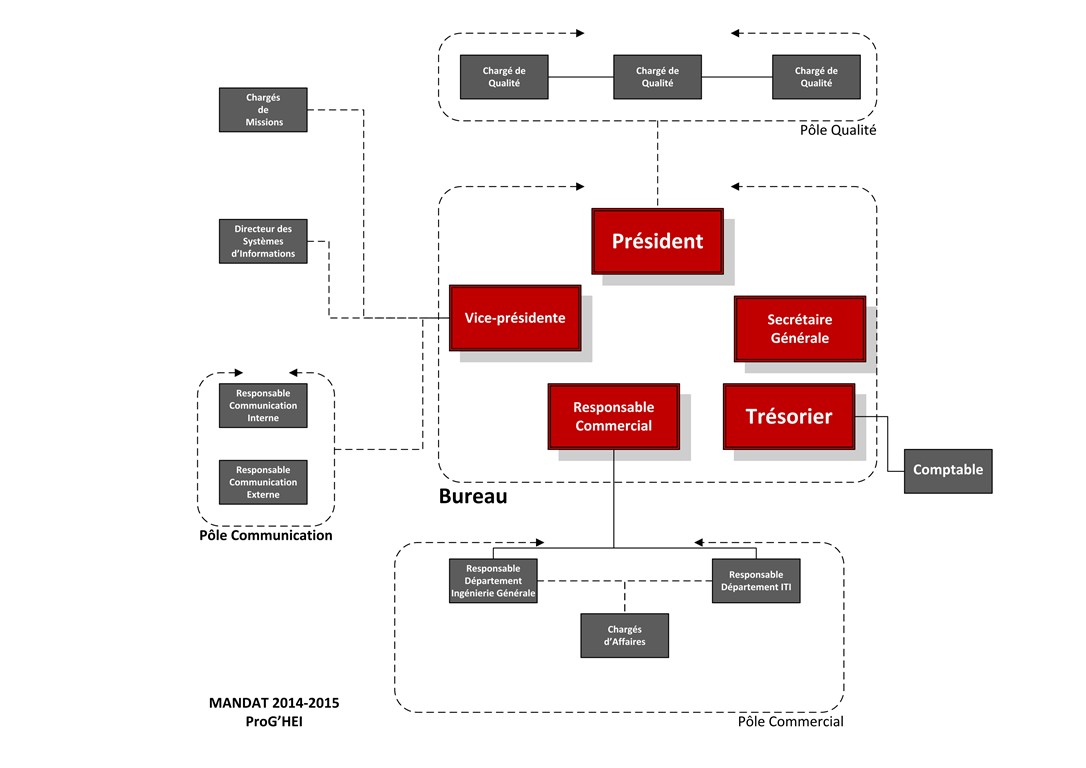 Chargé de
Qualité
Chargé de
Qualité
Chargé de
Qualité
Pôle Qualité
Chargés
de
Missions
Directeur des
Systèmes
d'Informations
Président
Vice-présidente
Secrétaire
Générale
Responsable
Commercial
Trésorier
Comptable
Bureau
Responsable
Communication
Interne
Responsable
Communication
Externe
Pôle Communication
Responsable
Département
Ingénierie Générale
Responsable
Département ITI
Chargés
d'Affaires
Pôle Commercial
MANDAT 2014-2015
ProG'HEI